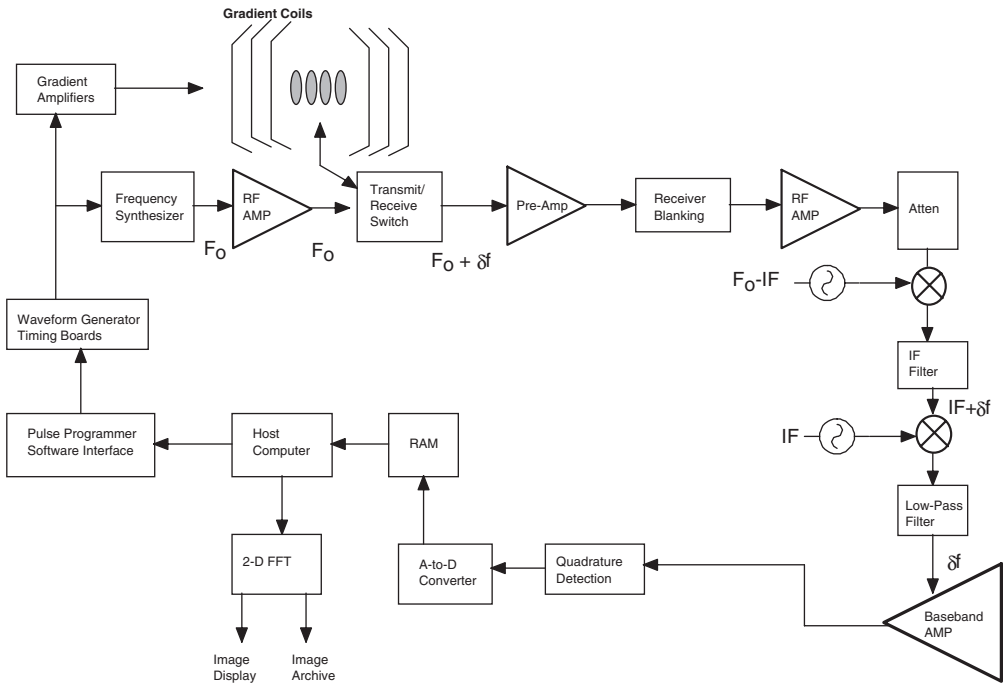 Gradient Coils
Gradient
Amplifiers
Frequency
Synthesizer
RF
AMP
Transmit/
Receive
Switch
Pre-Amp
Receiver
Blanking
RF
AMP
Atten
Fo
Fo
Fo + δf
Fo-IF
Waveform Generator
Timing Boards
IF
Filter
IF+δf
IF
Pulse Programmer
Software Interface
Host
Computer
RAM
Low-Pass
Filter
δf
2-D FFT
A-to-D
Converter
Quadrature
Detection
Baseband
AMP
Image
Display
Image
Archive